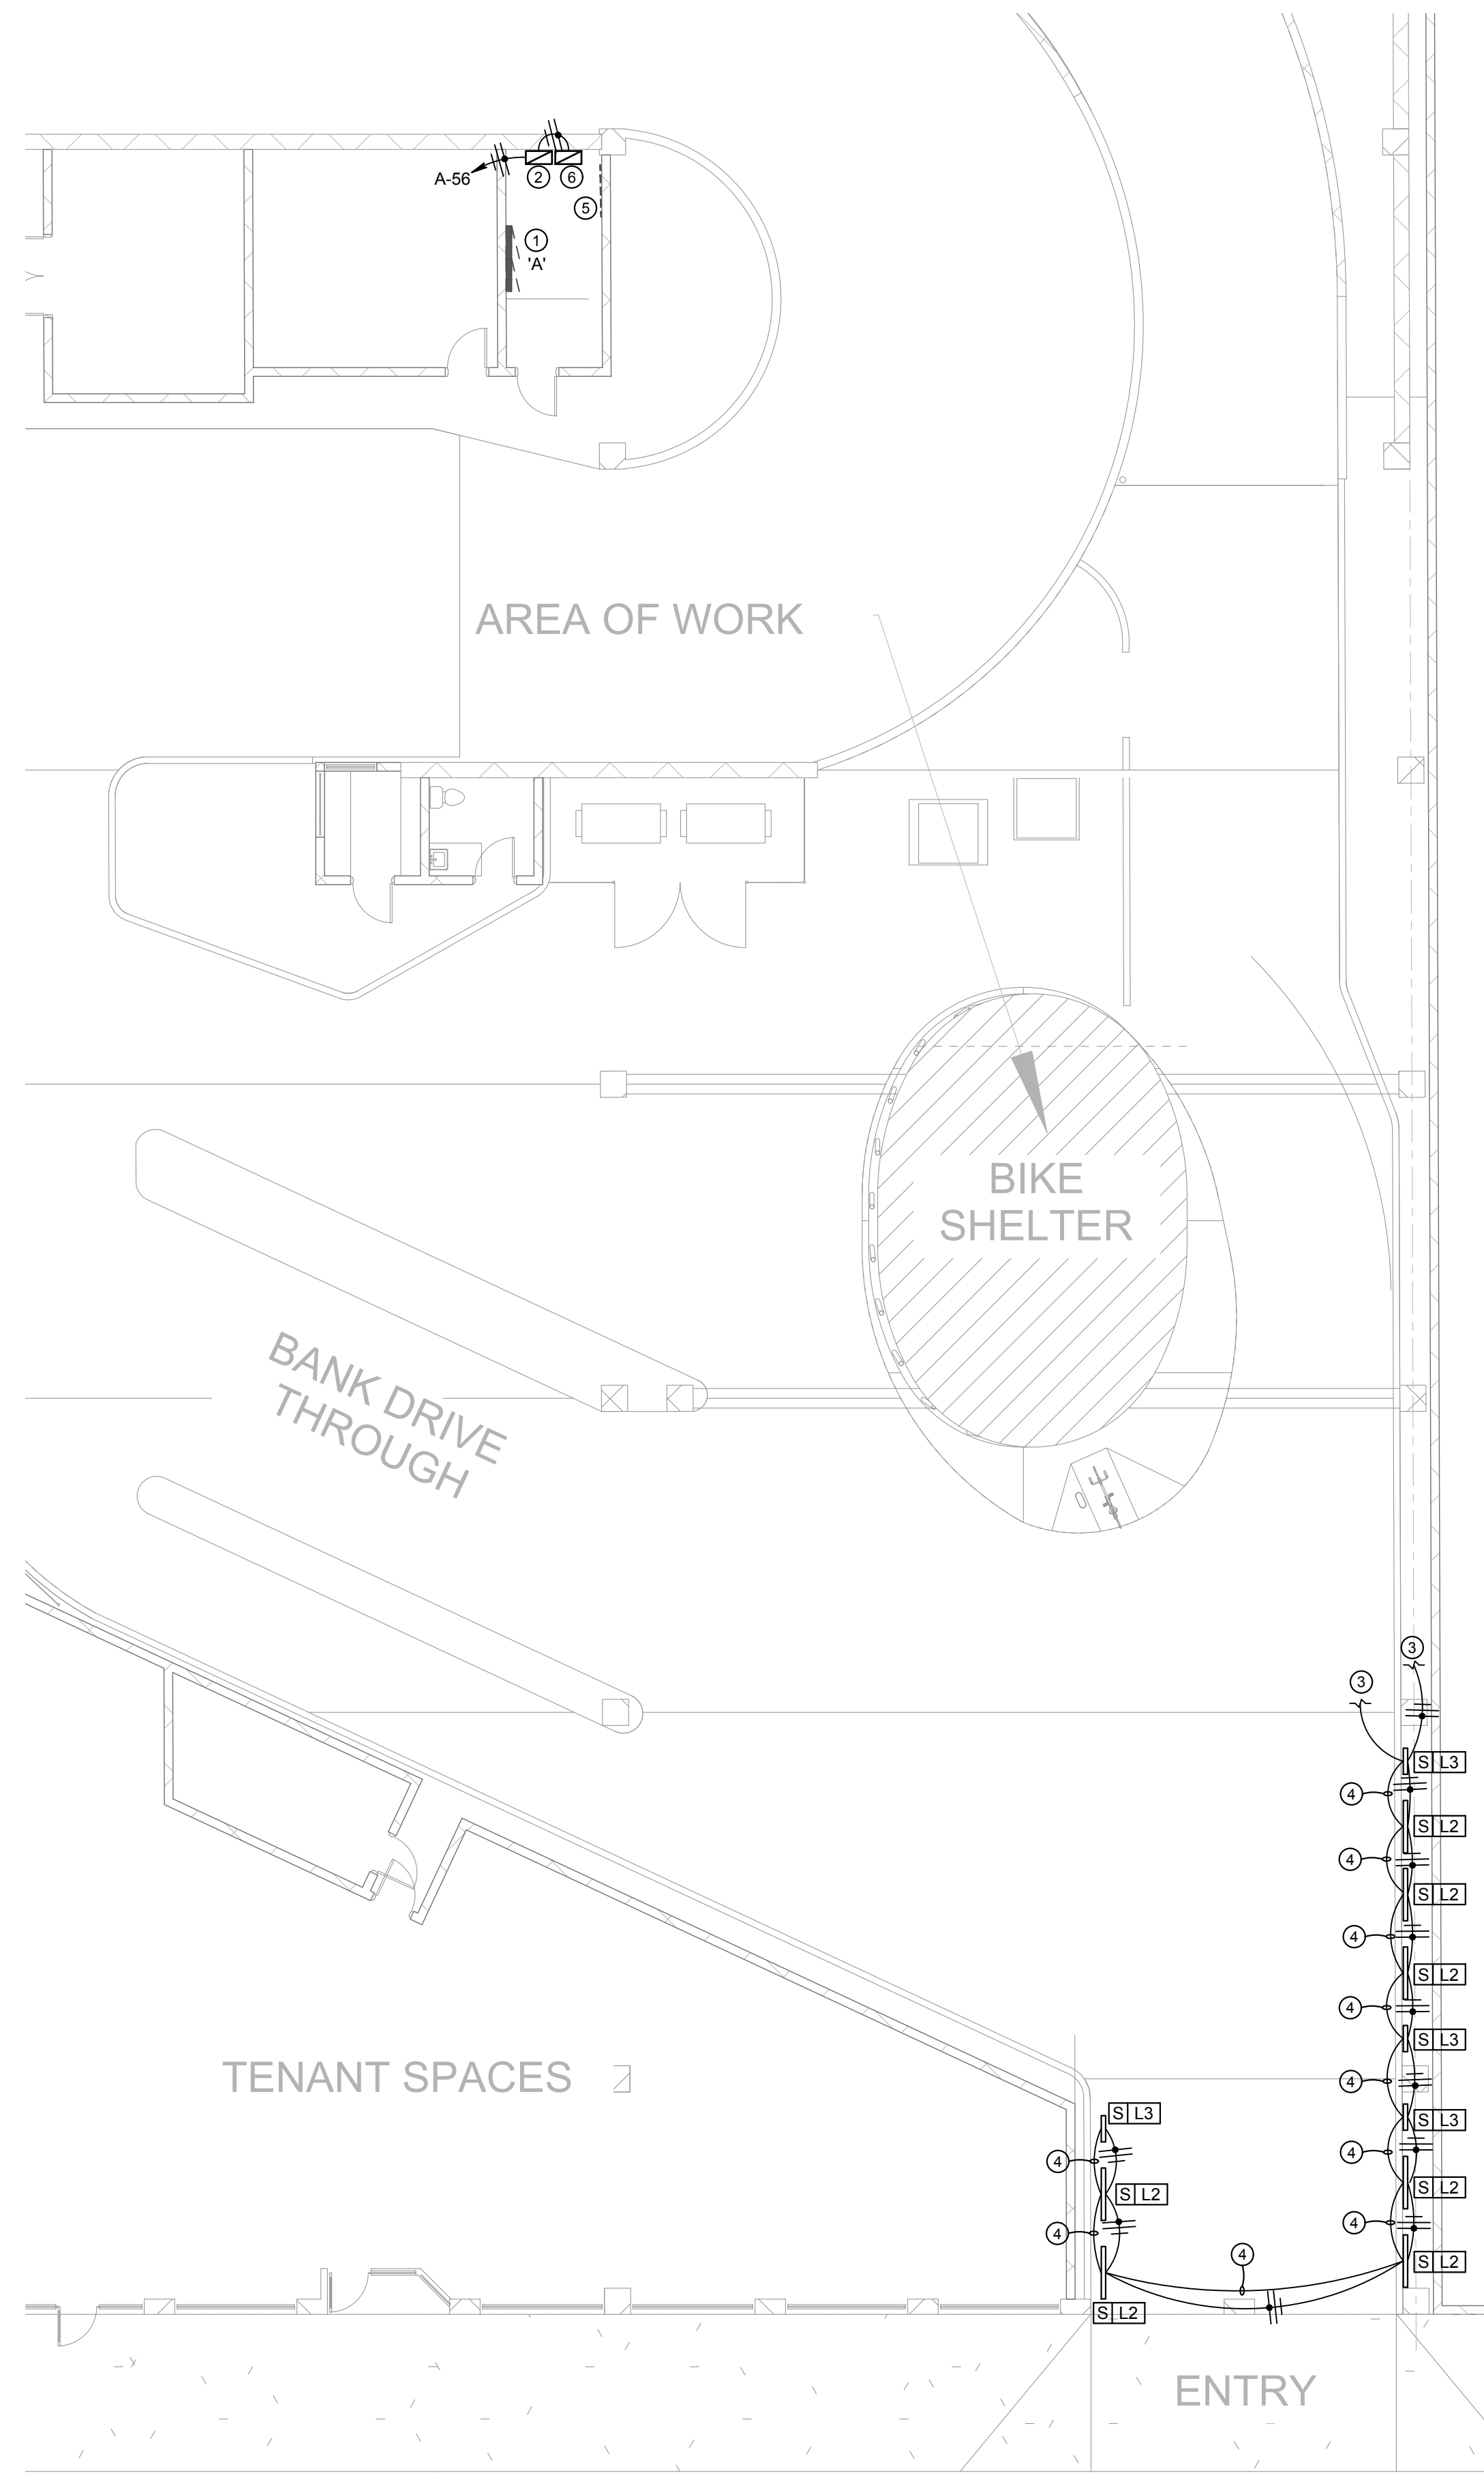 A-56
2
6
5
1
'A'
AREA OF WORK
BIKE
SHELTER
BANK DRIVE
THROUGH
3
3
S L3
4
S L2
4
S L2
4
S L2
4
S L3
4
S L3
4
S L2
4
S L2
TENANT SPACES
S L3
4
S L2
4
4
S L2
ENTRY